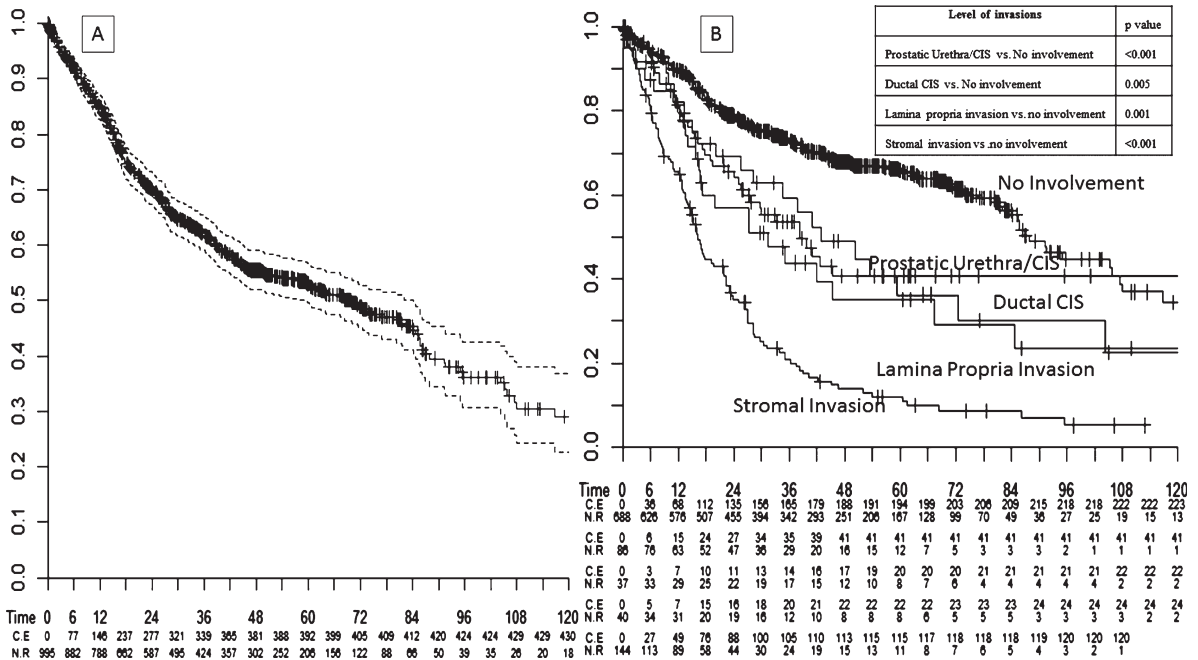 A
1.0
0.9
0.8
0.7
0.6
0.5
0.4
0.3
0.2
0.1
0.0
Time 0 6 12 24 36 48 60 72 84 96 108 120
C.E 0 77 146 237 277 321 339 365 381 388 392 399 405 409 412 420 424 424 429 429 430
N.R 995 882 788 662 587 495 424 357 302 252 206 156 122 88 66 50 39 35 26 20 18
B
1.0
0.8
0.6
0.4
0.2
0.0
Level of invasions p value
Prostatic Urethra/CIS vs. No involvement <0.001
Ductal CIS vs. No involvement 0.005
Lamina propria invasion vs. no involvement 0.001
Stromal invasion vs .no involvement <0.001
No Involvement
Prostatic Urethra/CIS
Ductal CIS
Lamina Propria Invasion
Stromal Invasion
Time 0 6 12 24 36 48 60 72 84 96 108 120
C.E 0 36 68 112 135 156 165 179 188 191 194 199 203 206 209 215 218 218 222 222 223
N.R 688 626 576 507 455 394 342 293 251 206 167 128 99 70 49 36 27 25 19 15 13
C.E 0 6 15 24 27 34 35 39 41 41 41 41 41 41 41 41 41 41 41 41 41
N.R 86 76 63 52 47 36 29 20 16 15 12 7 5 3 3 3 2 1 1 1 1
C.E 0 3 7 10 11 13 14 16 17 19 20 20 20 21 21 21 21 21 22 22 22
N.R 37 33 29 25 22 19 17 15 12 10 8 7 6 4 4 4 4 4 2 2 2
C.E 0 5 7 15 16 18 20 21 22 22 22 22 23 23 23 24 24 24 24 24 24
N.R 40 34 31 20 19 16 12 10 8 8 8 6 5 5 5 3 3 3 3 2 2
C.E 0 27 49 76 88 100 105 110 113 115 115 117 118 118 118 119 120 120 120
N.R 144 113 89 58 44 30 24 19 15 13 11 8 7 6 5 4 3 2 1